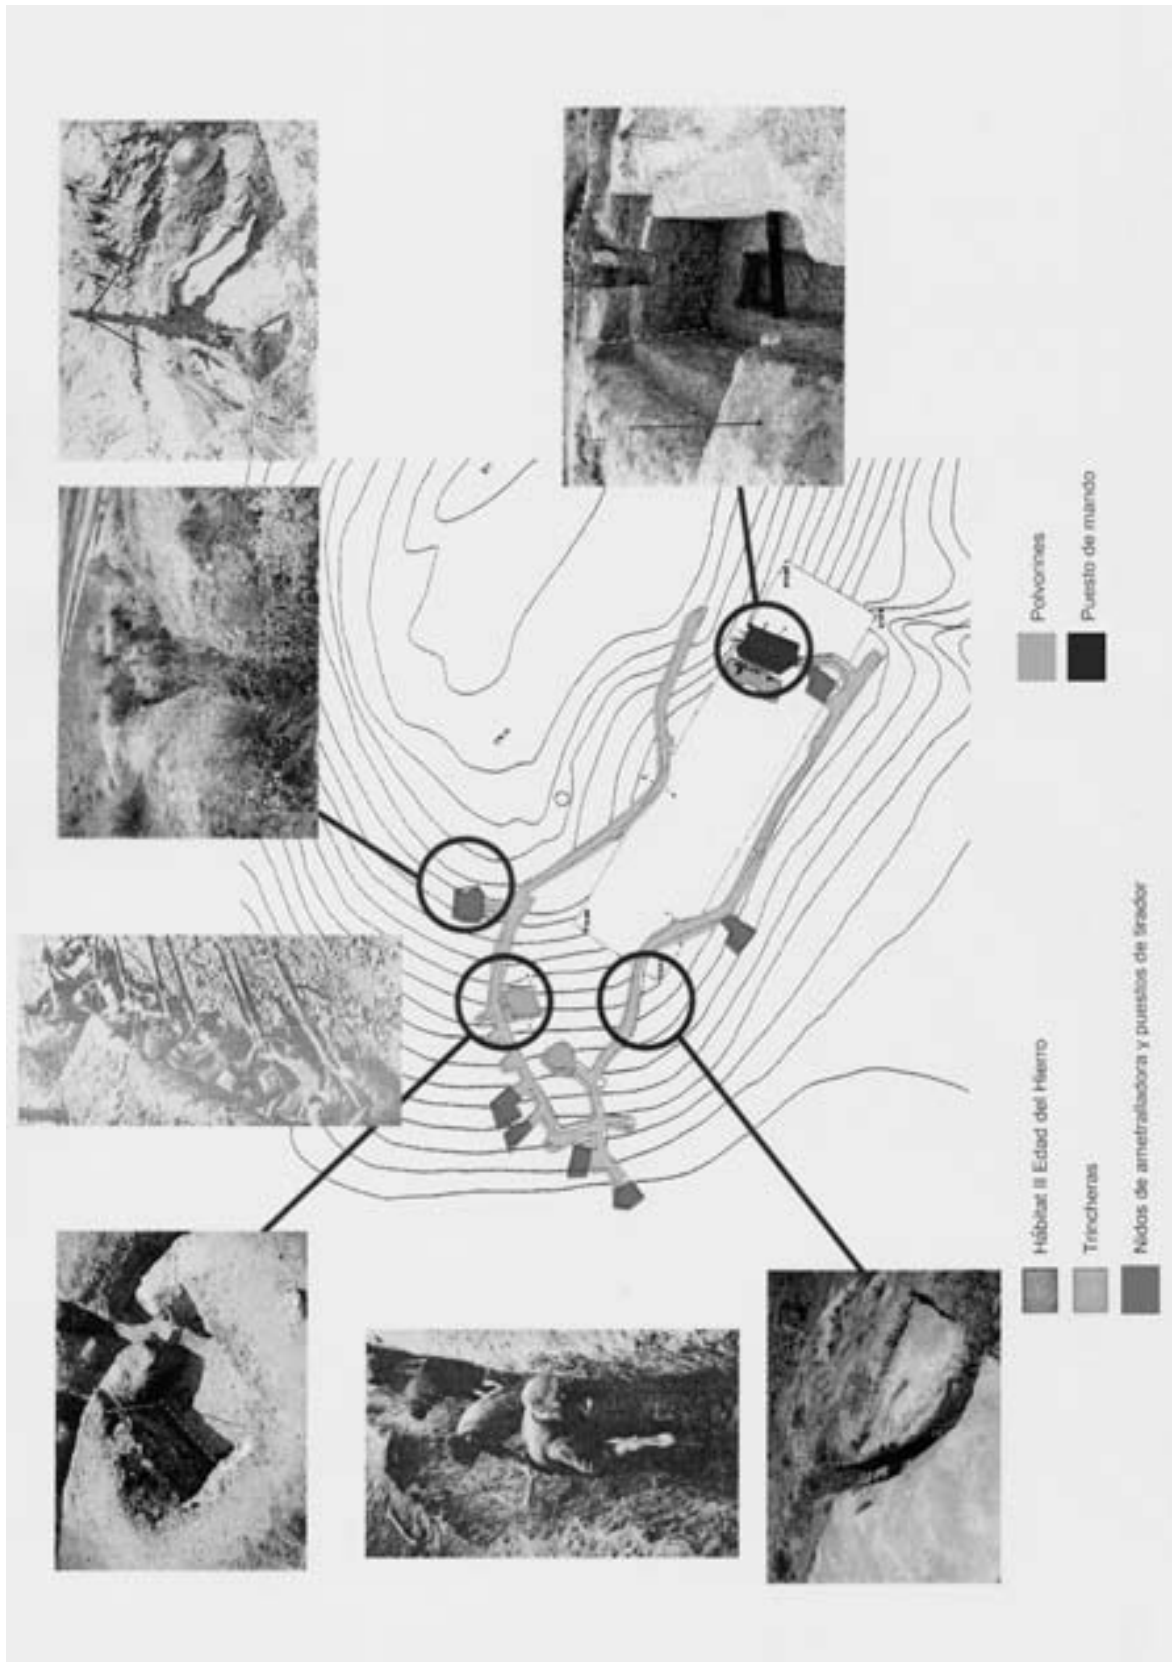 Hábitat II Edad del Hierro
Trincheras
Nidos de ametralladora y puestos de tirador
Polvorines
Puesto de mando